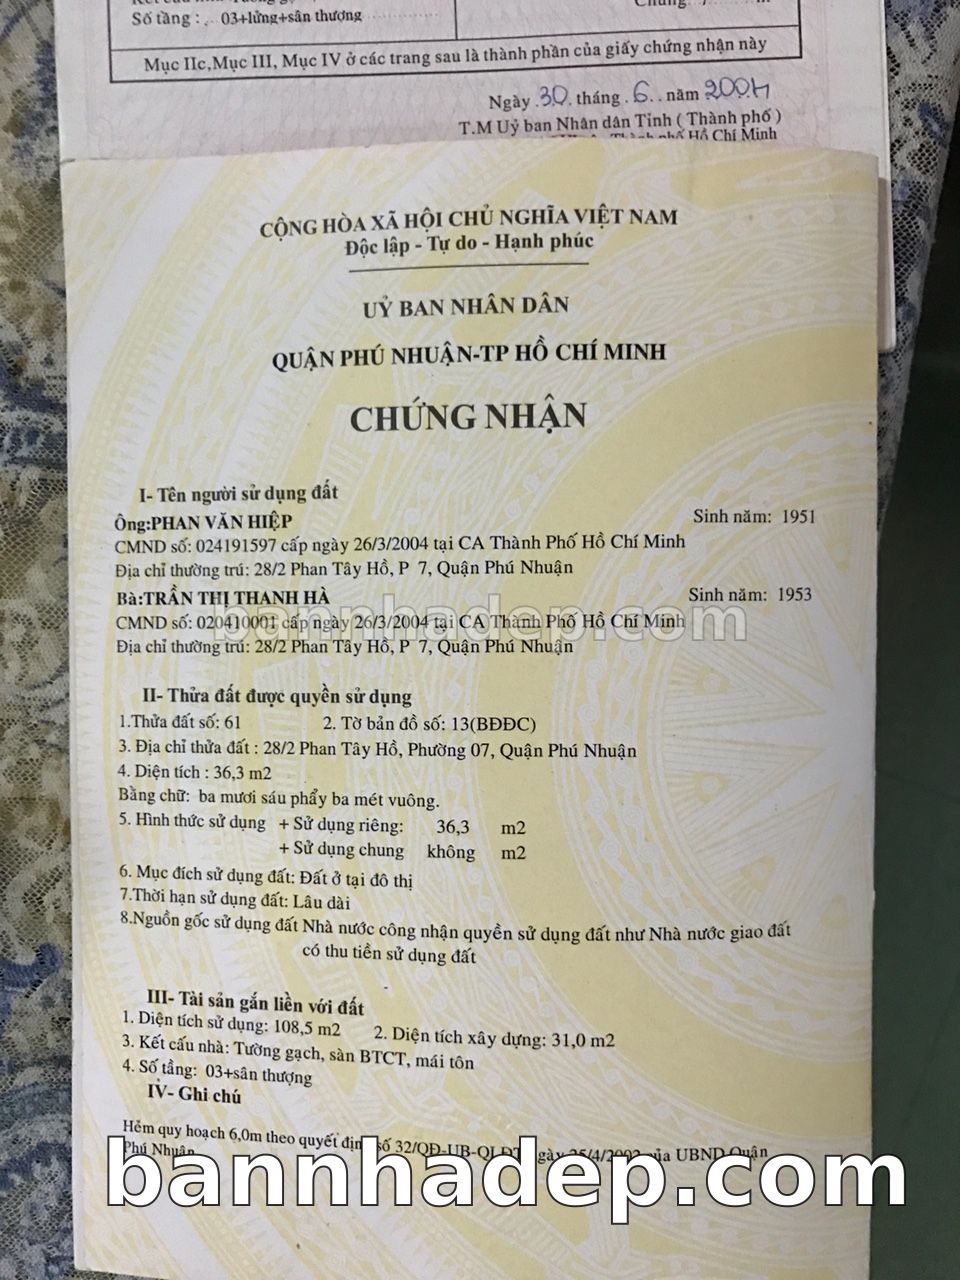 Số tầng : 03+lửng+sân thượng
Mục IIc,Mục III, Mục IV ở các trang sau là thành phần của giấy chứng nhận này
Ngày 30 tháng 6 năm 2004
T.M Uỷ ban Nhân dân Tỉnh ( Thành phố )
Thành phố Hồ Chí Minh
CỘNG HÒA XÃ HỘI CHỦ NGHĨA VIỆT NAM
Độc lập - Tự do - Hạnh phúc
UỶ BAN NHÂN DÂN
QUẬN PHÚ NHUẬN-TP HỒ CHÍ MINH
CHỨNG NHẬN
I- Tên người sử dụng đất
Ông:PHAN VĂN HIỆP Sinh năm: 1951
CMND số: 024191597 cấp ngày 26/3/2004 tại CA Thành Phố Hồ Chí Minh
Địa chỉ thường trú: 28/2 Phan Tây Hồ, P 7, Quận Phú Nhuận
Bà:TRẦN THỊ THANH HÀ Sinh năm: 1953
bannhadep.com
CMND số: 020410001 cấp ngày 26/3/2004 tại CA Thành Phố Hồ Chí Minh
Địa chỉ thường trú: 28/2 Phan Tây Hồ, P 7, Quận Phú Nhuận
II- Thửa đất được quyền sử dụng
1.Thửa đất số: 61 2. Tờ bản đồ số: 13(BĐĐC)
3. Địa chỉ thửa đất : 28/2 Phan Tây Hồ, Phường 07, Quận Phú Nhuận
4. Diện tích : 36,3 m2
Bằng chữ: ba mươi sáu phẩy ba mét vuông.
5. Hình thức sử dụng + Sử dụng riêng: 36,3 m2
+ Sử dụng chung không m2
6. Mục đích sử dụng đất: Đất ở tại đô thị
7.Thời hạn sử dụng đất: Lâu dài
8.Nguồn gốc sử dụng đất Nhà nước công nhận quyền sử dụng đất như Nhà nước giao đất
có thu tiền sử dụng đất
III- Tài sản gắn liền với đất
1. Diện tích sử dụng: 108,5 m2 2. Diện tích xây dựng: 31,0 m2
3. Kết cấu nhà: Tường gạch, sàn BTCT, mái tôn
4. Số tầng: 03+sân thượng
IV- Ghi chú
Hẻm quy hoạch 6,0m theo quyết định số 32/QĐ-UB-QLĐT ngày của UBND Quận
Phú Nhuận
bannhadep.com